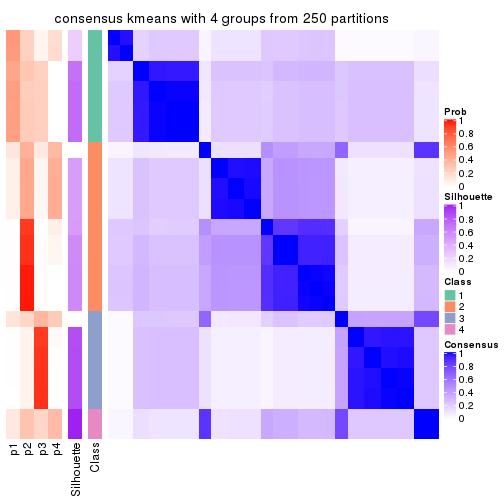 consensus kmeans with 4 groups from 250 partitions
Prob
1
0.8
0.6
0.4
0.2
0
Silhouette
1
0.8
0.6
0.4
0.2
0
Class
1
2
3
4
Consensus
1
0.8
0.6
0.4
0.2
0
p1
p2
p3
p4
Silhouette
Class